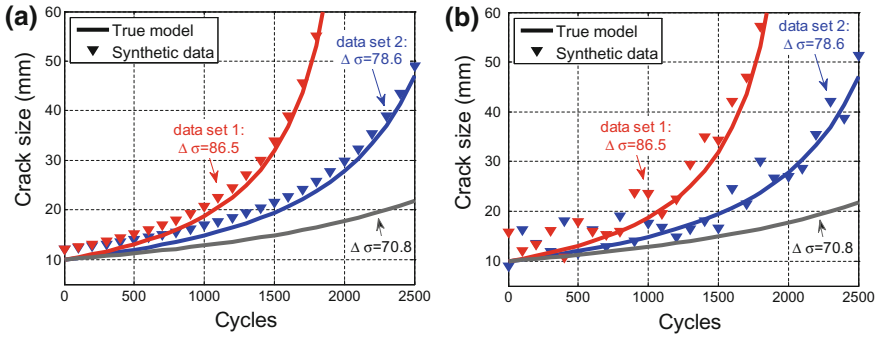 (a)
60
50
40
30
20
10
0
500
1000
1500
2000
2500
Crack size (mm)
Cycles
True model
Synthetic data
data set 2:
Δ σ=78.6
data set 1:
Δ σ=86.5
Δ σ=70.8
(b)
60
50
40
30
20
10
0
500
1000
1500
2000
2500
Crack size (mm)
Cycles
True model
Synthetic data
data set 2:
Δ σ=78.6
data set 1:
Δ σ=86.5
Δ σ=70.8